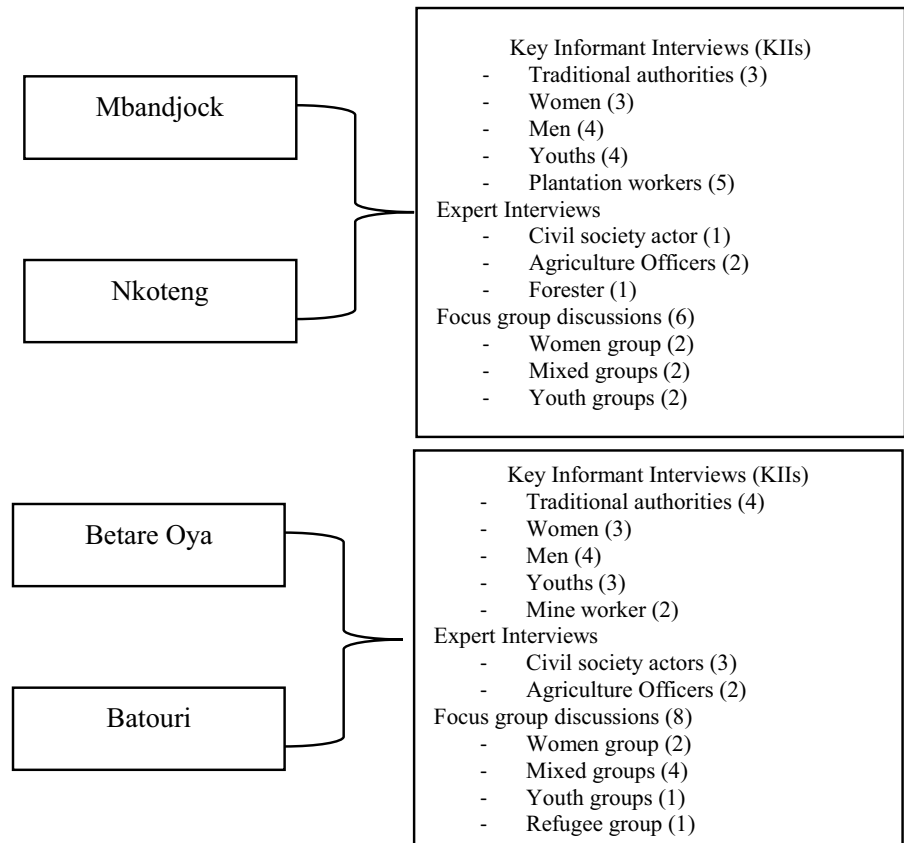 Mbandjock
Nkoteng
Key Informant Interviews (KIIs)
- Traditional authorities (3)
- Women (3)
- Men (4)
- Youths (4)
- Plantation workers (5)
Expert Interviews
- Civil society actor (1)
- Agriculture Officers (2)
- Forester (1)
Focus group discussions (6)
- Women group (2)
- Mixed groups (2)
- Youth groups (2)
Betare Oya
Batouri
Key Informant Interviews (KIIs)
- Traditional authorities (4)
- Women (3)
- Men (4)
- Youths (3)
- Mine worker (2)
Expert Interviews
- Civil society actors (3)
- Agriculture Officers (2)
Focus group discussions (8)
- Women group (2)
- Mixed groups (4)
- Youth groups (1)
- Refugee group (1)